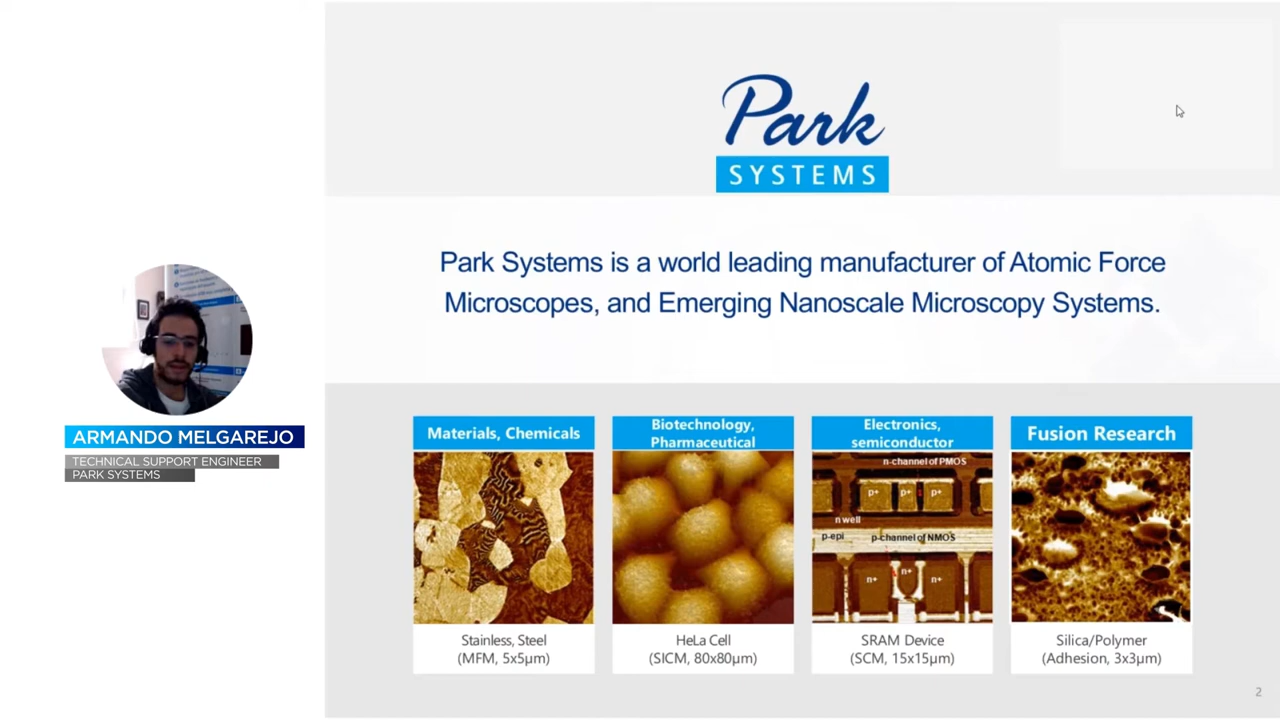 Park
SYSTEMS
Park Systems is a world leading manufacturer of Atomic Force
Microscopes, and Emerging Nanoscale Microscopy Systems.
ARMANDO MELGAREJO
TECHNICAL SUPPORT ENGINEER
PARK SYSTEMS
Materials, Chemicals
Stainless, Steel
(MFM, 5x5μm)
Biotechnology,
Pharmaceutical
HeLa Cell
(SICM, 80x80μm)
Electronics,
semiconductor
n-channel of PMOS
p+ p+ p+
n well
p-epi p-channel of NMOS
n+ n+ n+
SRAM Device
(SCM, 15x15μm)
Fusion Research
Silica/Polymer
(Adhesion, 3x3μm)
2